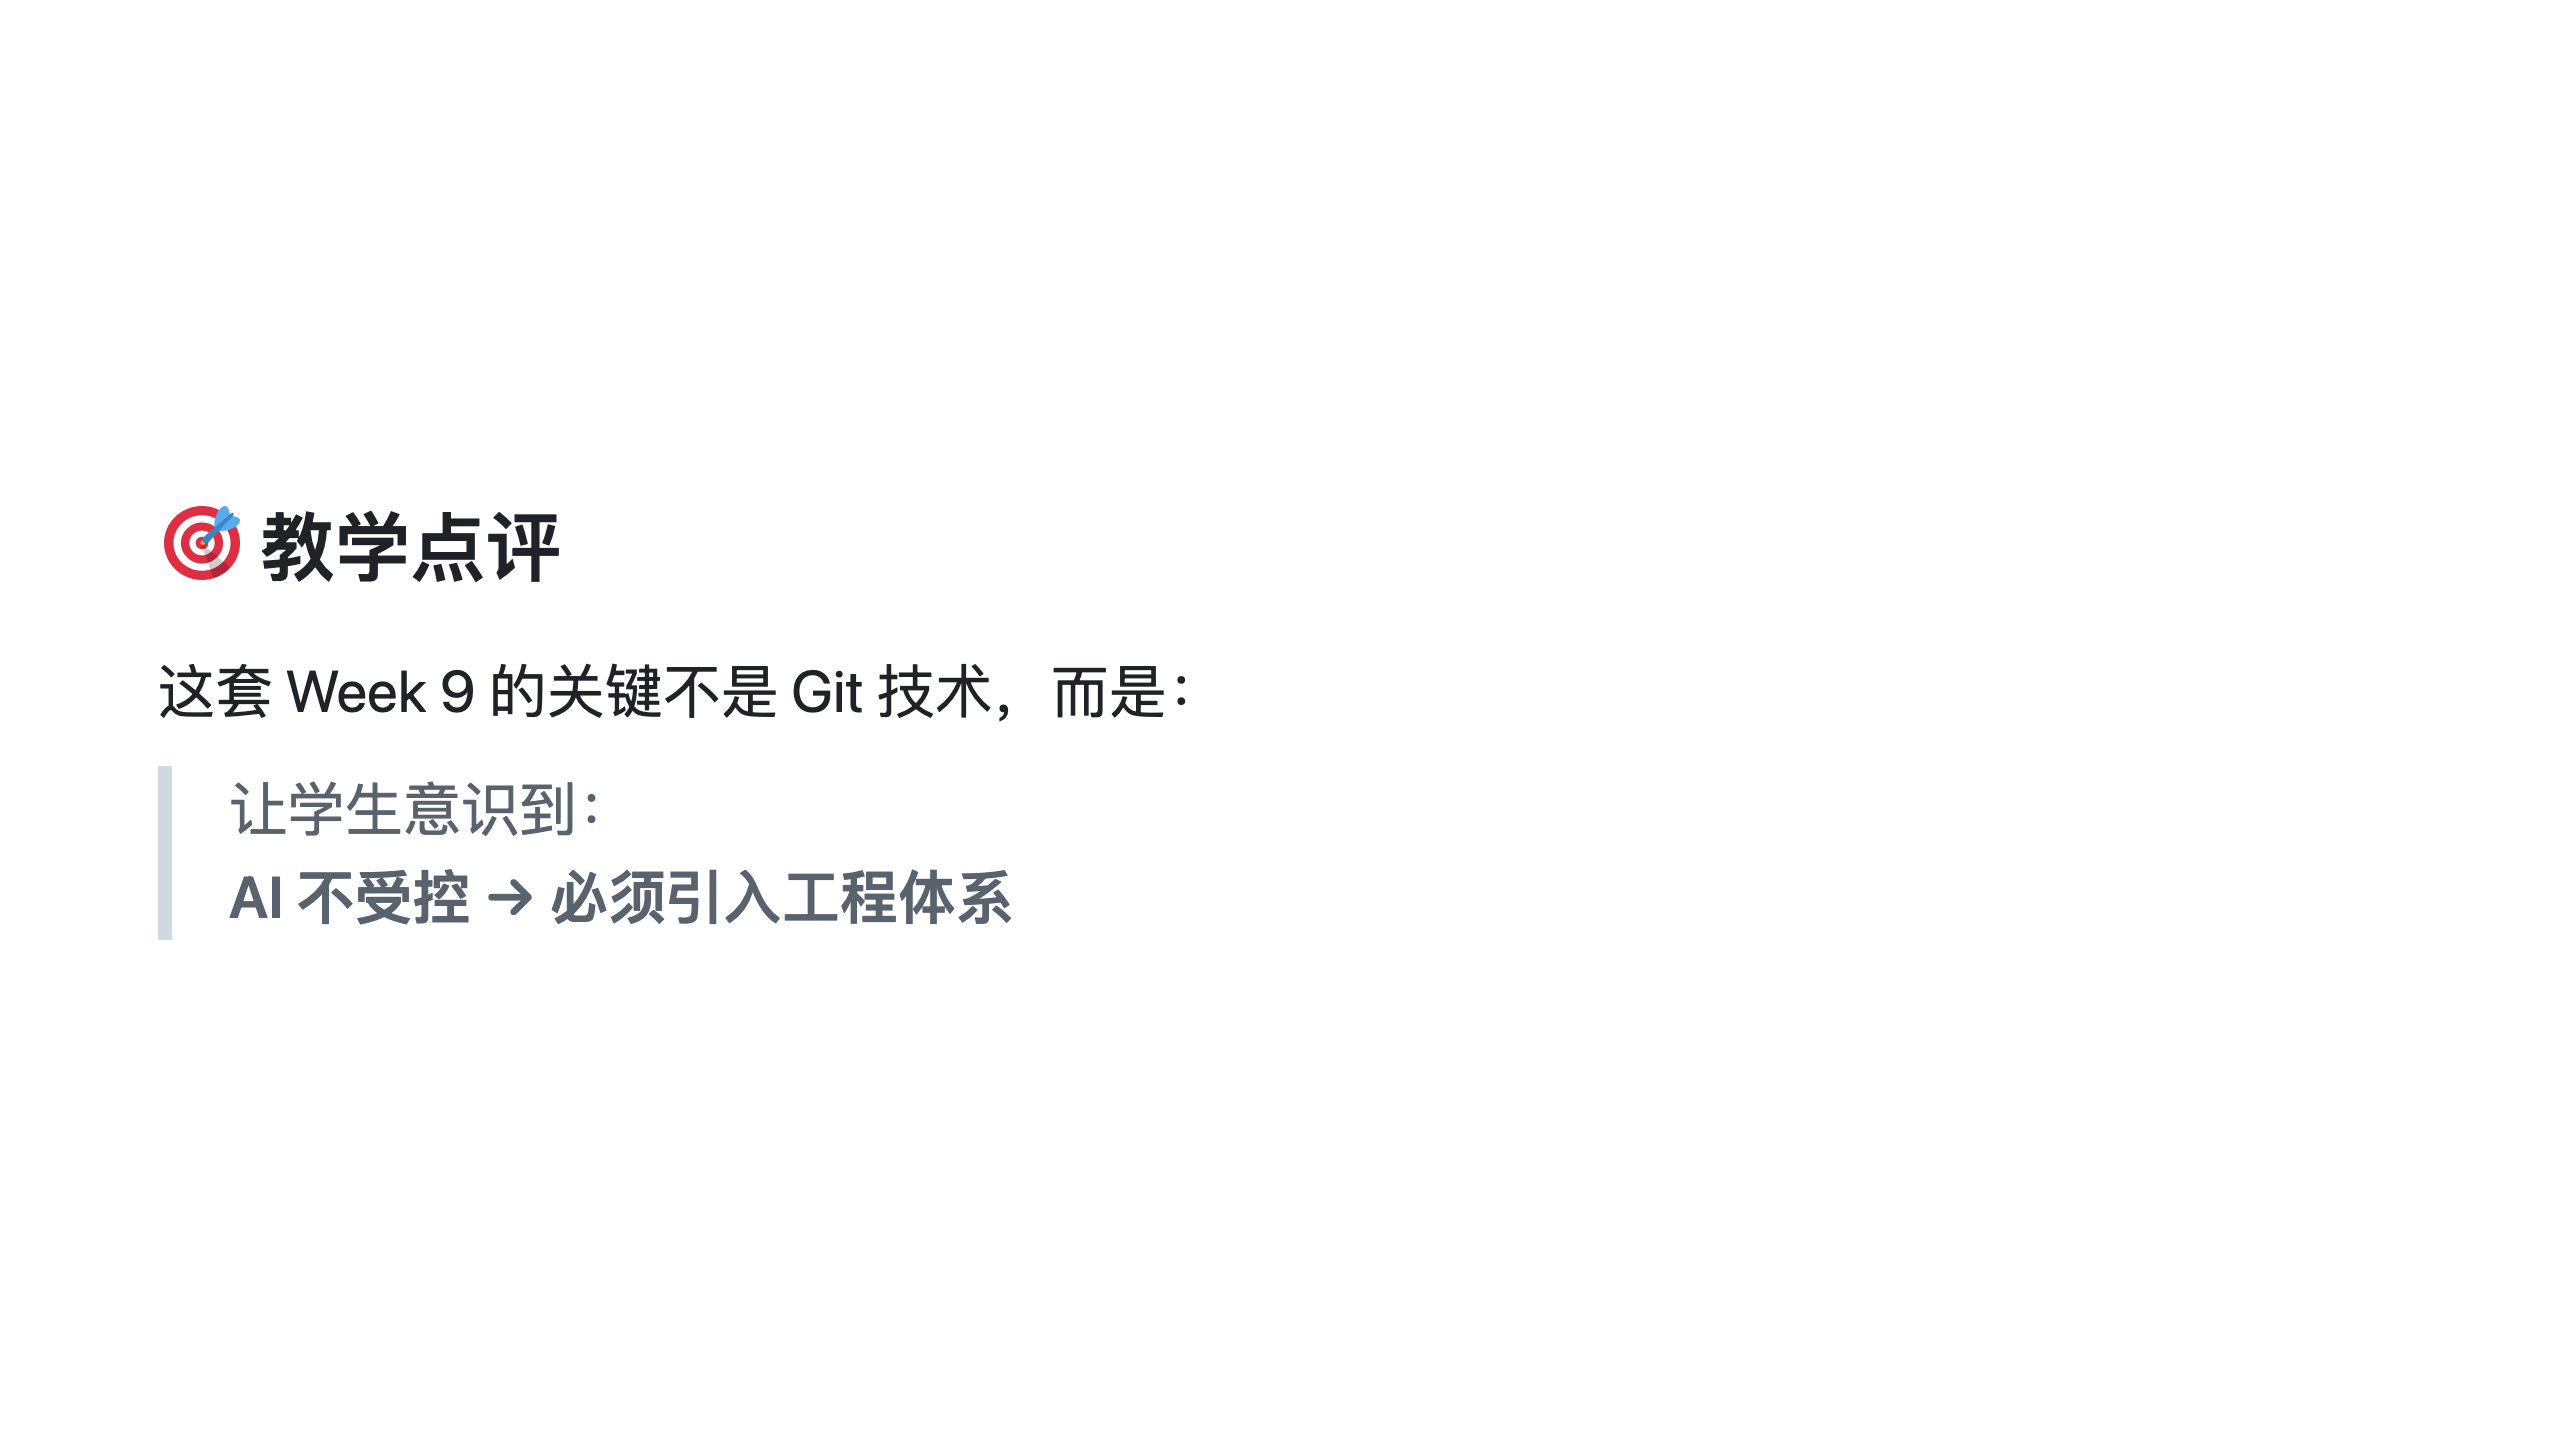 🎯 教学点评
这套 Week 9 的关键不是 Git 技术，而是：
让学生意识到：
AI 不受控 → 必须引入工程体系